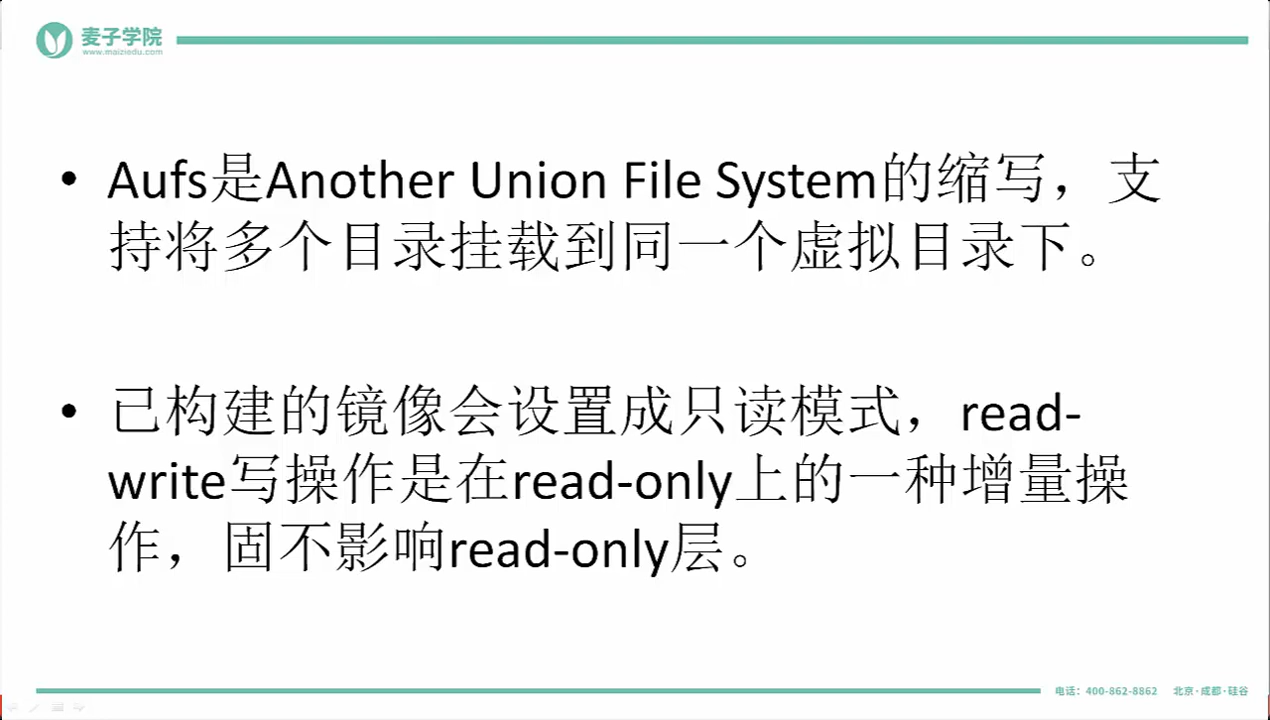 麦子学院
www.maiziedu.com
• Aufs是Another Union File System的缩写，支
持将多个目录挂载到同一个虚拟目录下。
• 已构建的镜像会设置成只读模式，read-
write写操作是在read-only上的一种增量操
作，固不影响read-only层。
电话：400-862-8862 北京·成都·硅谷